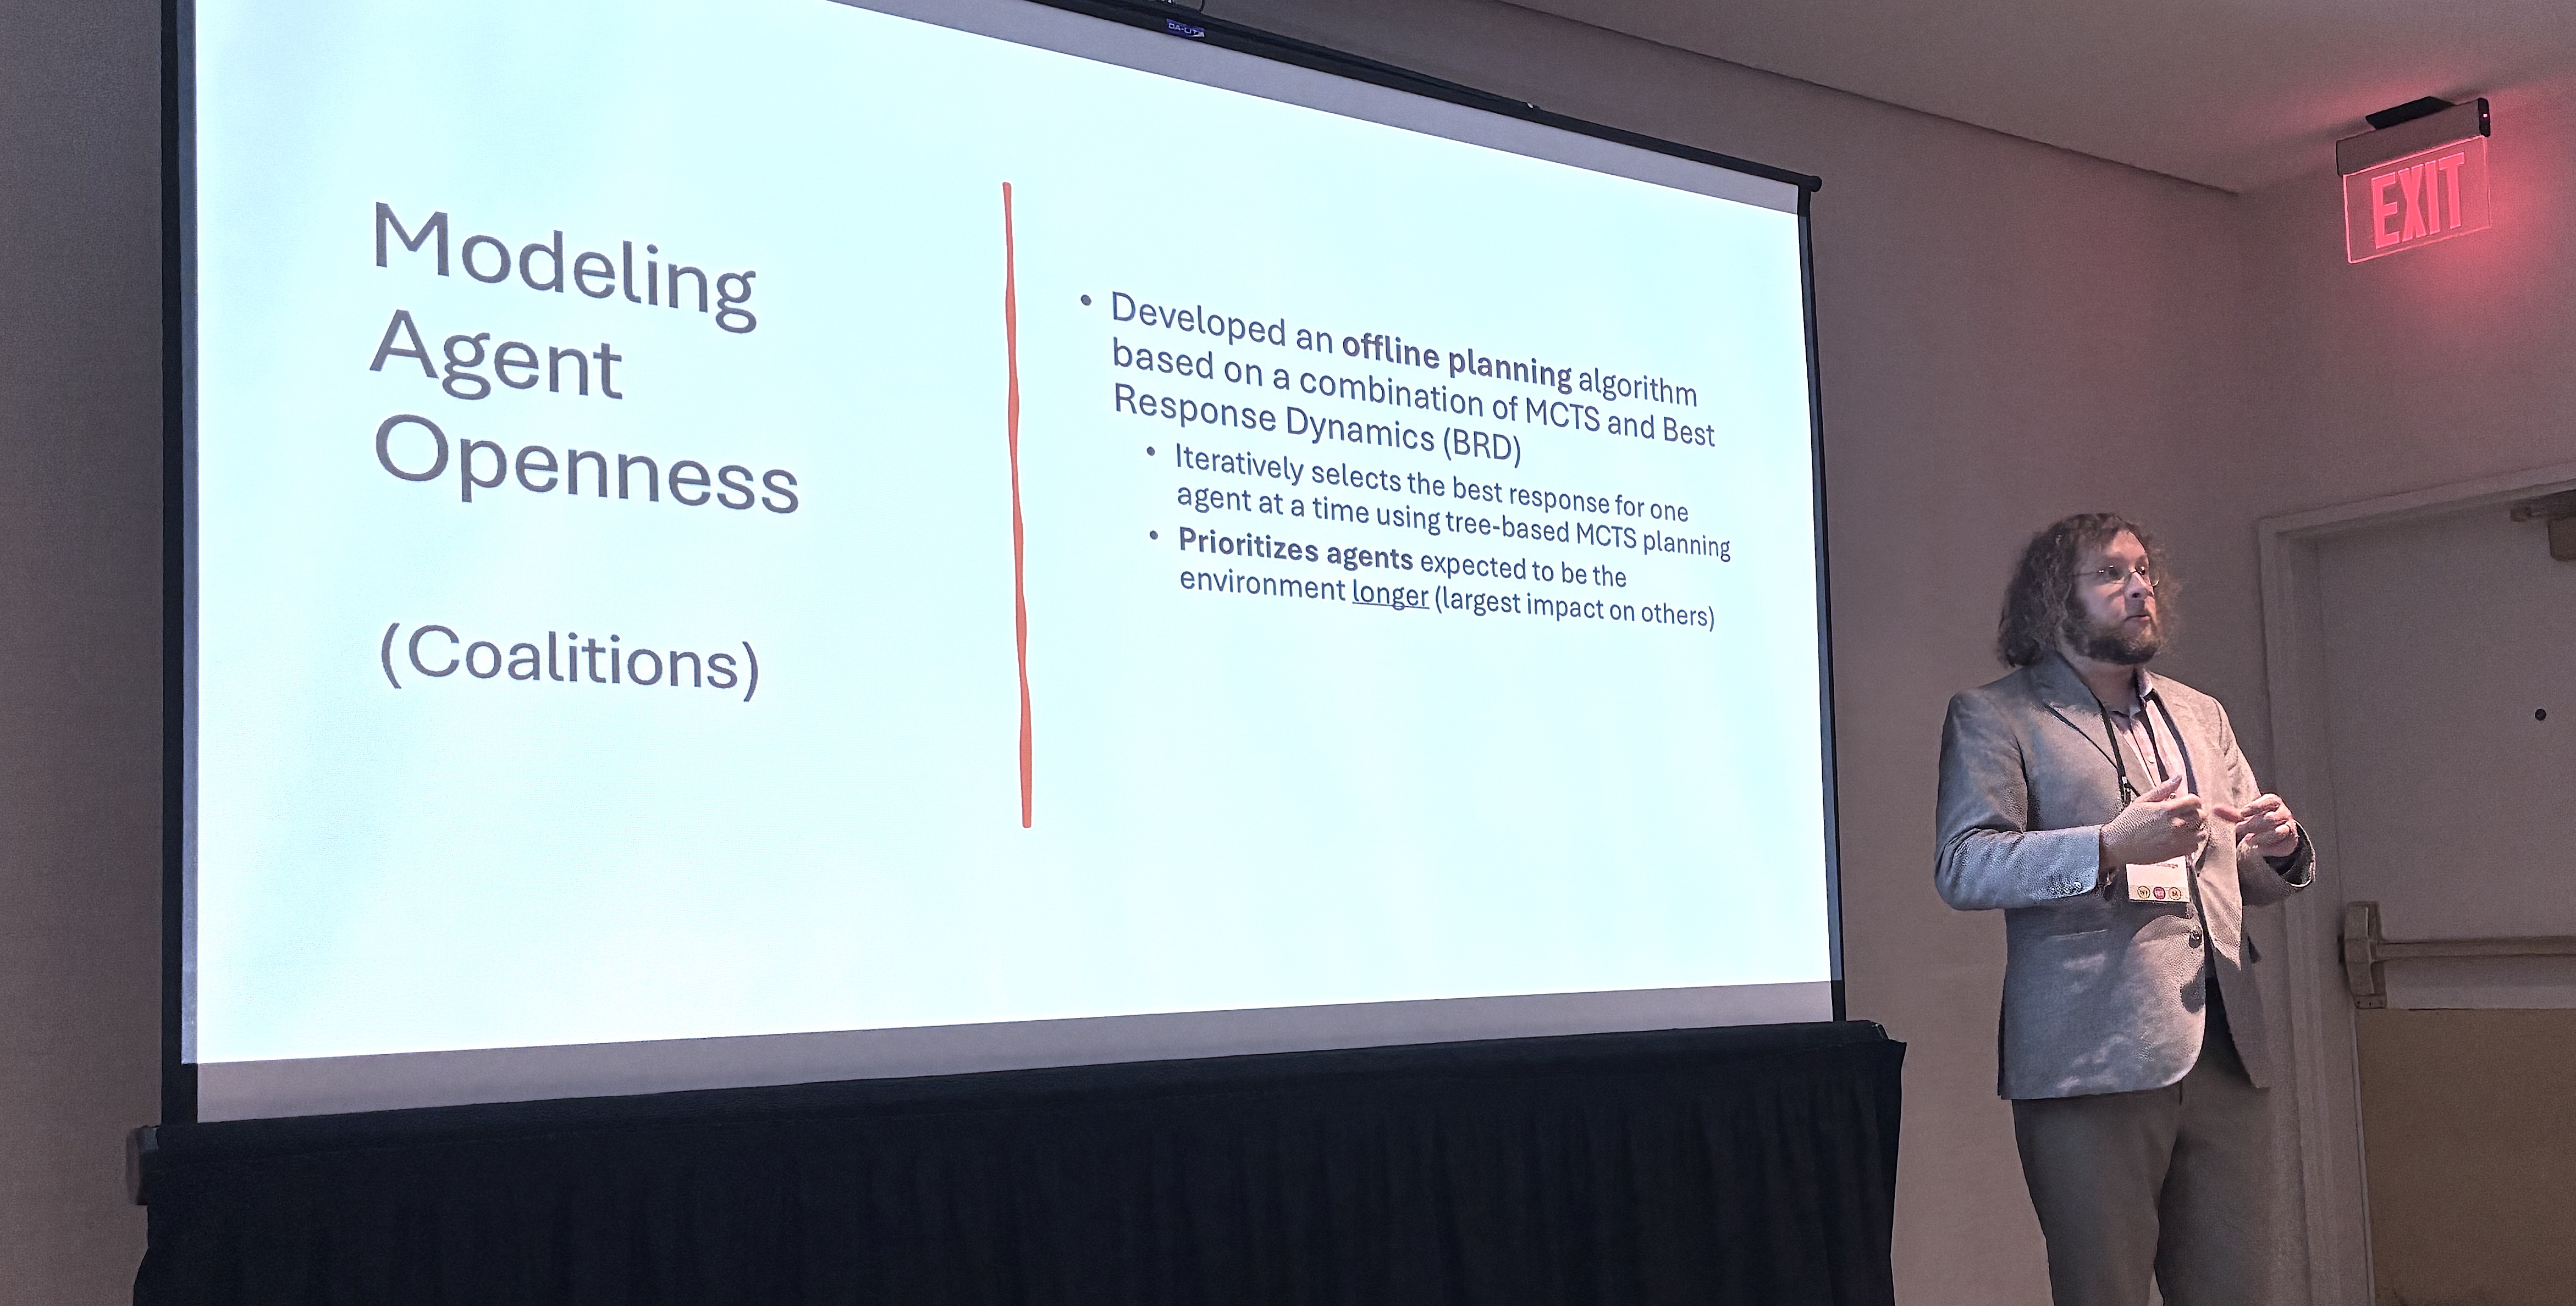 DA-LITE
EXIT
Modeling
Agent
Openness
(Coalitions)
• Developed an offline planning algorithm
based on a combination of MCTS and Best
Response Dynamics (BRD)
• Iteratively selects the best response for one
agent at a time using tree-based MCTS planning
• Prioritizes agents expected to be the
environment longer (largest impact on others)